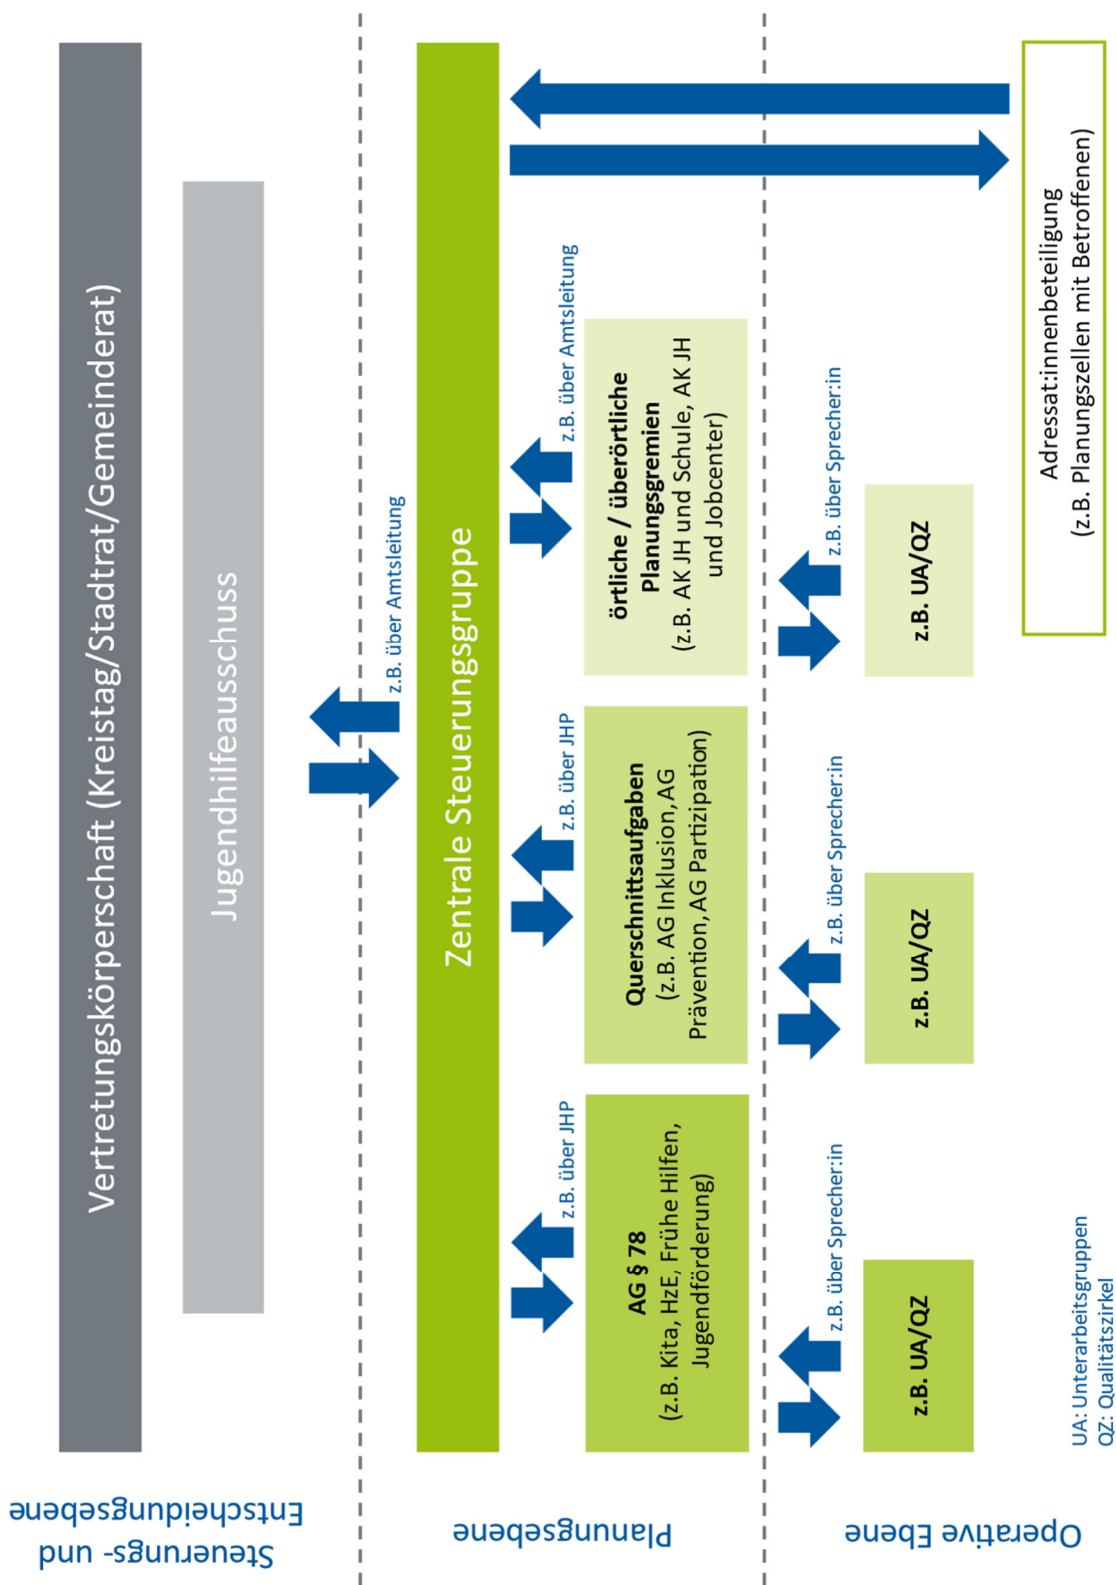 Steuerungs- und
Entscheidungsebene
Vertretungskörperschaft (Kreistag/Stadtrat/Gemeinderat)
Jugendhilfeausschuss
z.B. über Amtsleitung
Planungsebene
Zentrale Steuerungsgruppe
z.B. über JHP
z.B. über JHP
z.B. über Amtsleitung
AG § 78
(z.B. Kita, HzE, Frühe Hilfen,
Jugendförderung)
Querschnittsaufgaben
(z.B. AG Inklusion, AG
Prävention, AG Partizipation)
örtliche / überörtliche
Planungsgremien
(z.B. AK JH und Schule, AK JH
und Jobcenter)
Operative Ebene
z.B. über Sprecher:in
z.B. über Sprecher:in
z.B. über Sprecher:in
z.B. UA/QZ
z.B. UA/QZ
z.B. UA/QZ
Adressat:innenbeteiligung
(z.B. Planungszellen mit Betroffenen)
UA: Unterarbeitsgruppen
QZ: Qualitätszirkel